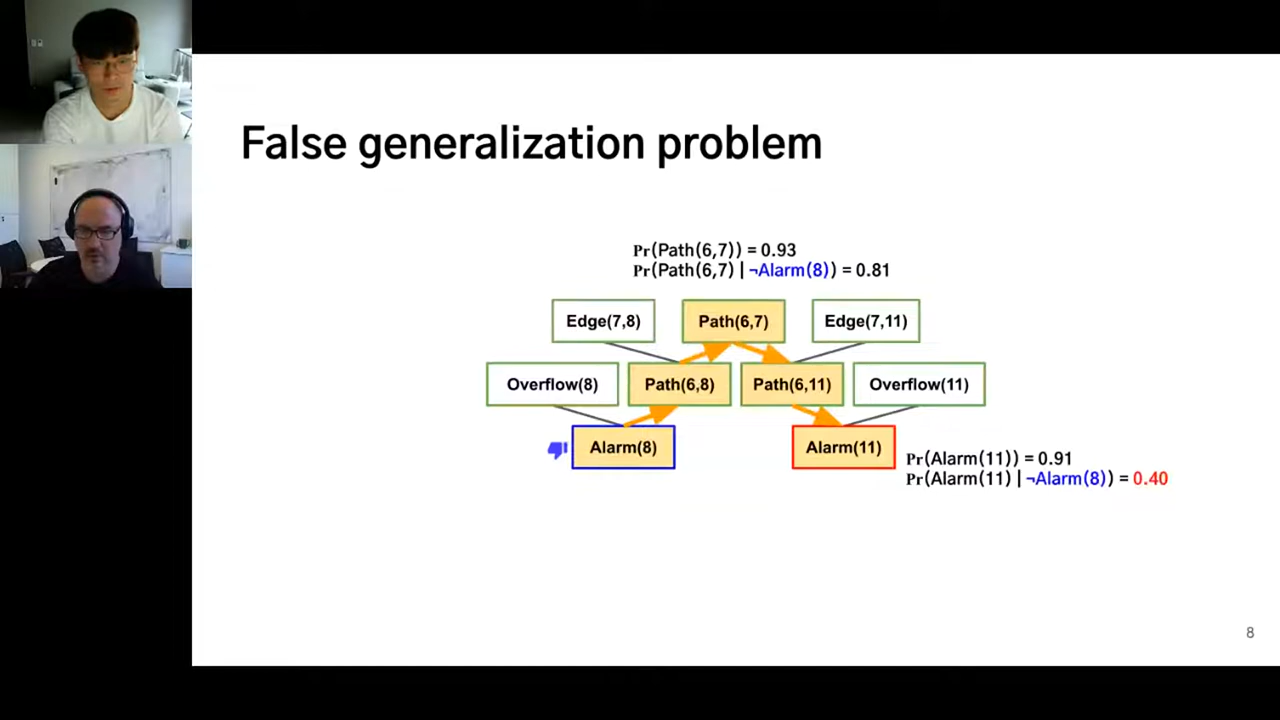 False generalization problem
Pr(Path(6,7)) = 0.93
Pr(Path(6,7) | ¬Alarm(8)) = 0.81
Edge(7,8)
Path(6,7)
Edge(7,11)
Overflow(8)
Path(6,8)
Path(6,11)
Overflow(11)
Alarm(8)
Alarm(11)
Pr(Alarm(11)) = 0.91
Pr(Alarm(11) | ¬Alarm(8)) = 0.40
8